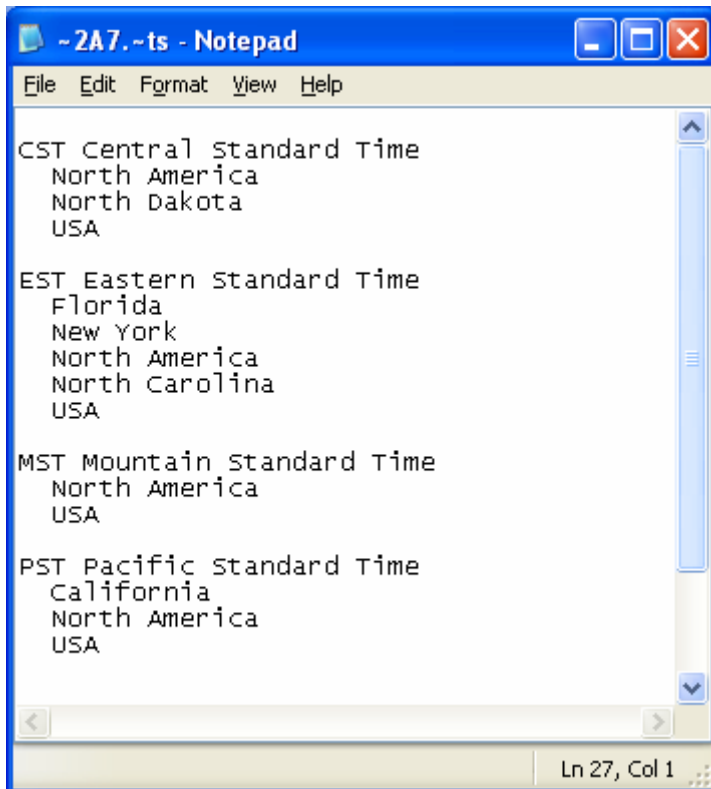 ~2A7.~ts - Notepad
File Edit Format View Help
CST Central Standard Time
North America
North Dakota
USA
EST Eastern Standard Time
Florida
New York
North America
North Carolina
USA
MST Mountain Standard Time
North America
USA
PST Pacific Standard Time
California
North America
USA
Ln 27, Col 1